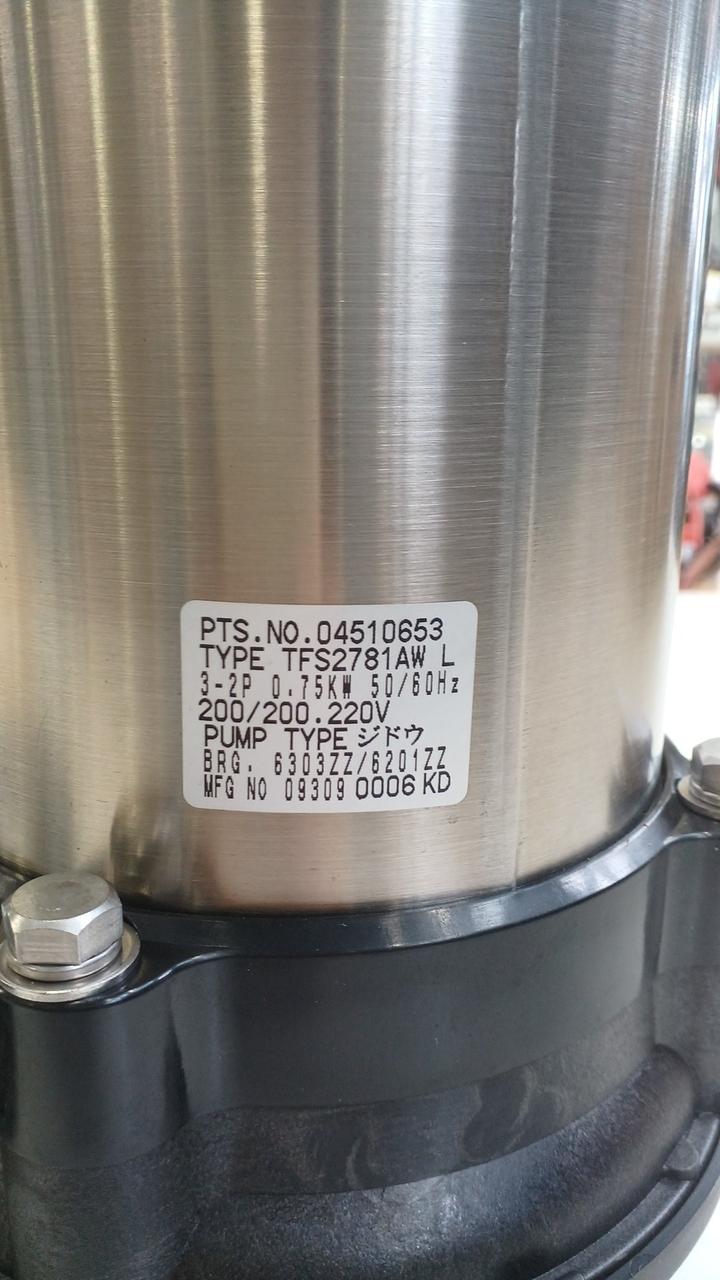 PTS.NO.04510653
TYPE TFS2781AW L
3-2P 0.75KW 50/60Hz
200/200.220V
PUMP TYPE ジドウ
BRG. 6303ZZ/6201ZZ
MFG NO 09309 0006 KD